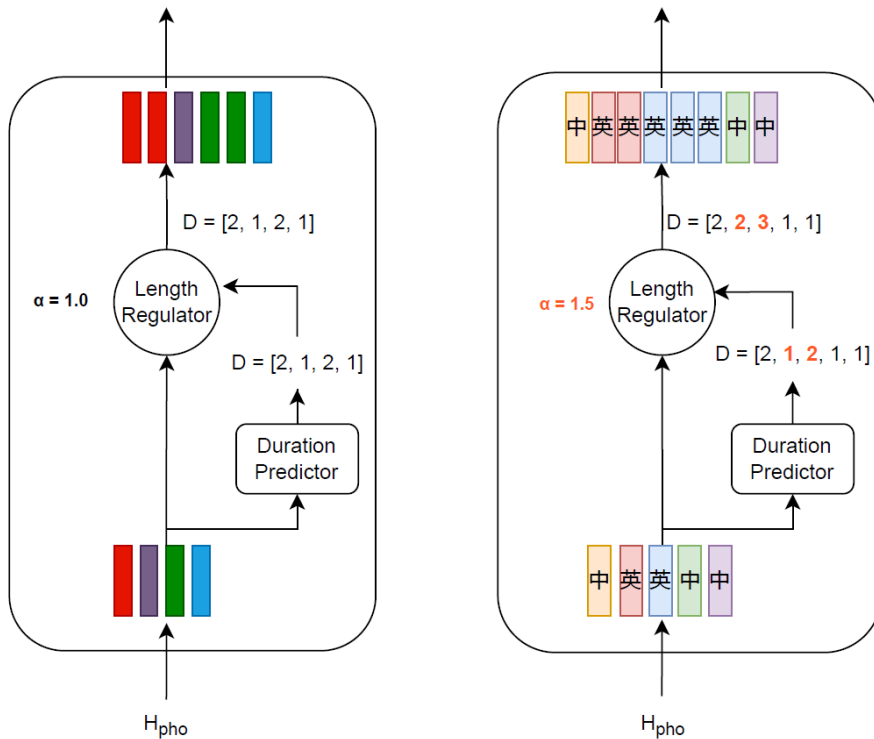 D = [2, 1, 2, 1]
α = 1.0
Length
Regulator
D = [2, 1, 2, 1]
Duration
Predictor
H_pho
中 英 英 英 英 英 中 中
D = [2, 2, 3, 1, 1]
α = 1.5
Length
Regulator
D = [2, 1, 2, 1, 1]
Duration
Predictor
中 英 英 中 中
H_pho